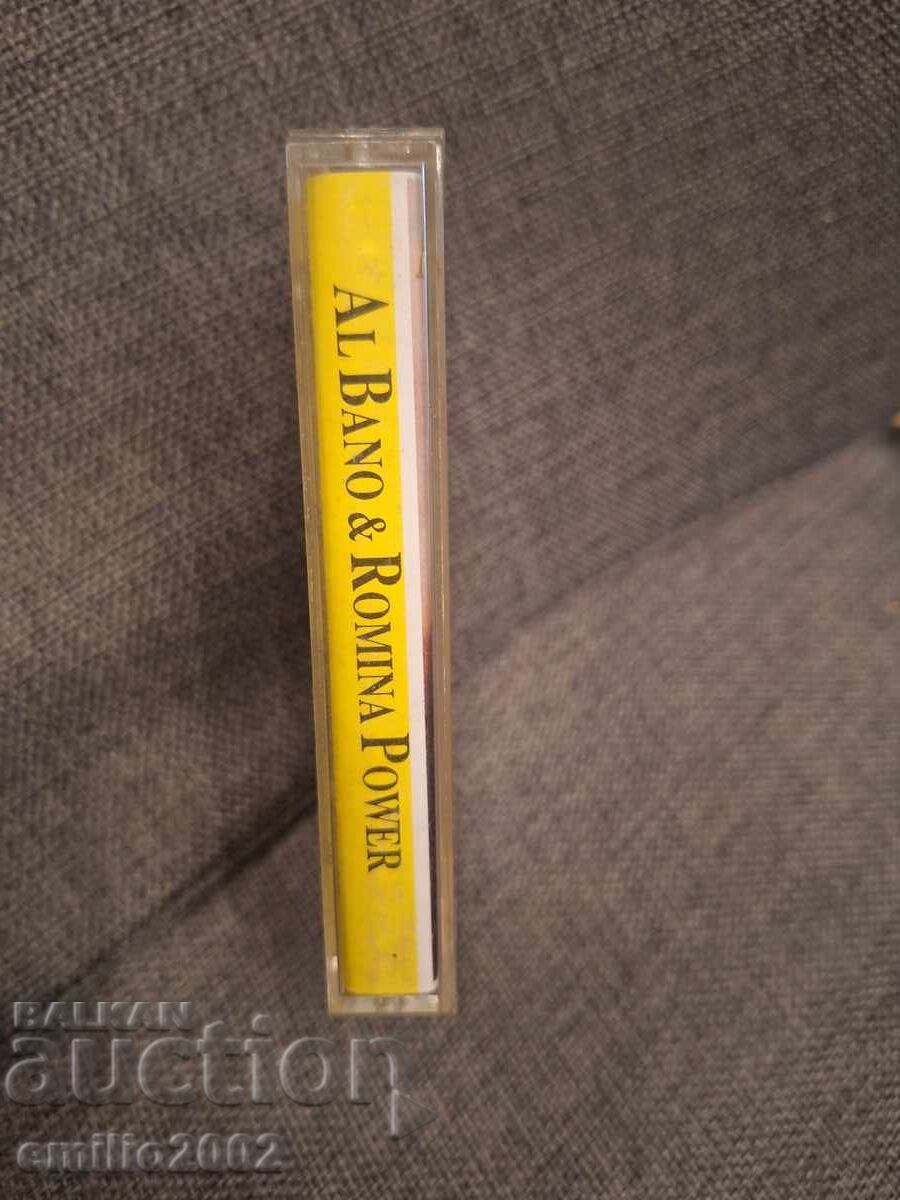 AL BANO & ROMINA POWER
BALKAN
auction
emilio2002